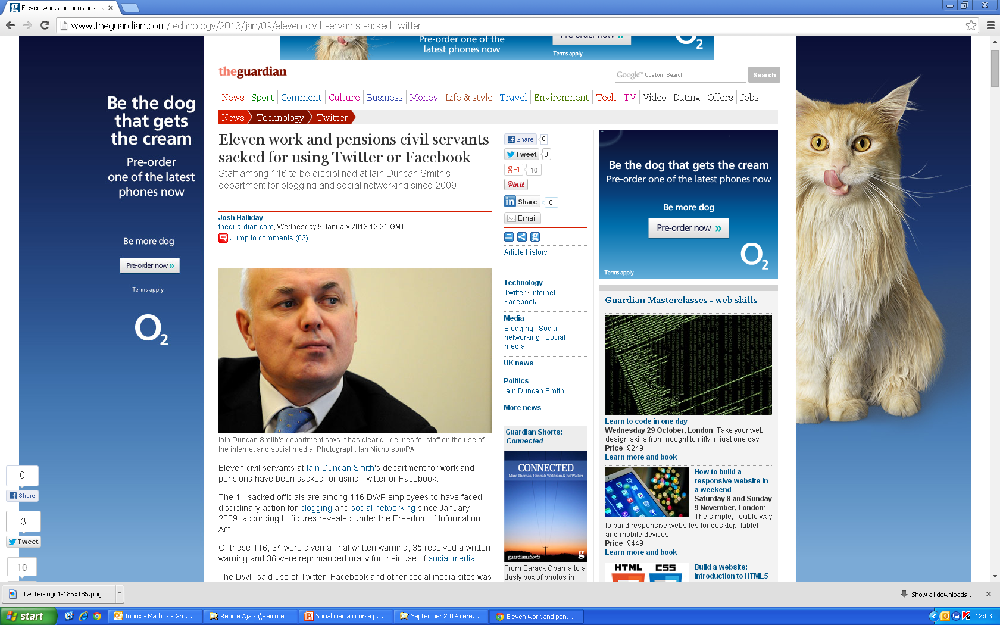 Eleven work and pensions civ
www.theguardian.com/technology/2013/jan/09/eleven-civil-servants-sacked-twitter
Pre-order one of the
latest phones now
Pre-order now »
O2
Terms apply
Be the dog
that gets
the cream
Pre-order
one of the latest
phones now
Be more dog
Pre-order now »
Terms apply
O2
theguardian
Google™ Custom Search
Search
News Sport Comment Culture Business Money Life & style Travel Environment Tech TV Video Dating Offers Jobs
News Technology Twitter
Eleven work and pensions civil servants
sacked for using Twitter or Facebook
Staff among 116 to be disciplined at Iain Duncan Smith's
department for blogging and social networking since 2009
Josh Halliday
theguardian.com, Wednesday 9 January 2013 13.35 GMT
Jump to comments (63)
Iain Duncan Smith's department says it has clear guidelines for staff on the use of
the internet and social media, Photograph: Ian Nicholson/PA
Eleven civil servants at Iain Duncan Smith's department for work and
pensions have been sacked for using Twitter or Facebook.
The 11 sacked officials are among 116 DWP employees to have faced
disciplinary action for blogging and social networking since January
2009, according to figures revealed under the Freedom of Information
Act.
Of these 116, 34 were given a final written warning, 35 received a written
warning and 36 were reprimanded orally for their use of social media.
The DWP said use of Twitter, Facebook and other social media sites was
Share 0
Tweet 3
g+1 10
Pin it
in Share 0
Email
Article history
Technology
Twitter · Internet ·
Facebook
Media
Blogging · Social
networking · Social
media
UK news
Politics
Iain Duncan Smith
More news
Guardian Shorts:
Connected
CONNECTED
Marc Thomas, Hannah Waldram & Ed Walker
guardianshorts g
From Barack Obama to a
dusty box of photos in
Be the dog that gets the cream
Pre-order one of the latest phones now
Be more dog
Pre-order now »
O2
Terms apply
Guardian Masterclasses - web skills
Learn to code in one day
Wednesday 29 October, London: Take your web
design skills from nought to nifty in just one day.
Price: £249
Learn more and book
How to build a
responsive website in
a weekend
Saturday 8 and Sunday
9 November, London:
The simple, flexible way
to build responsive websites for desktop, tablet
and mobile devices.
Price: £449
Learn more and book
HTML CSS
Build a website:
Introduction to HTML5
0
Share
3
Tweet
10
twitter-logo1-185x185.png
Show all downloads...
start
Inbox - Mailbox - Gro...
Rennie Aja - \\Remote
Social media course p...
September 2014 cere...
Eleven work and pen...
12:03